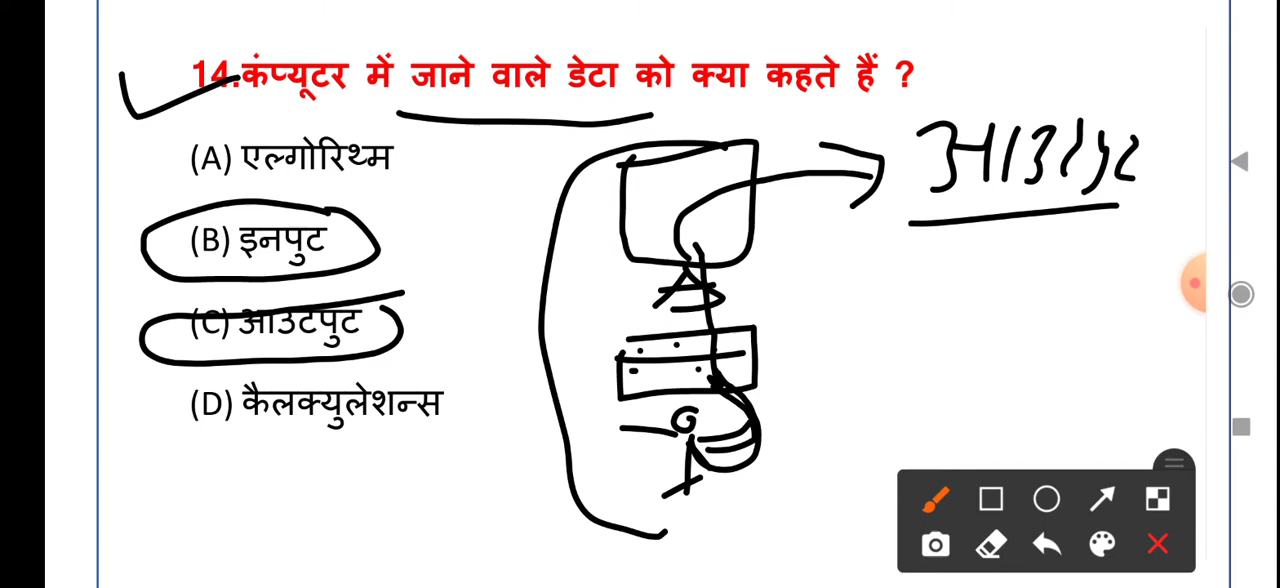 14.कंप्यूटर में जाने वाले डेटा को क्या कहते हैं ?
(A) एल्गोरिथ्म
(B) इनपुट
(C) आउटपुट
(D) कैलक्युलेशन्स